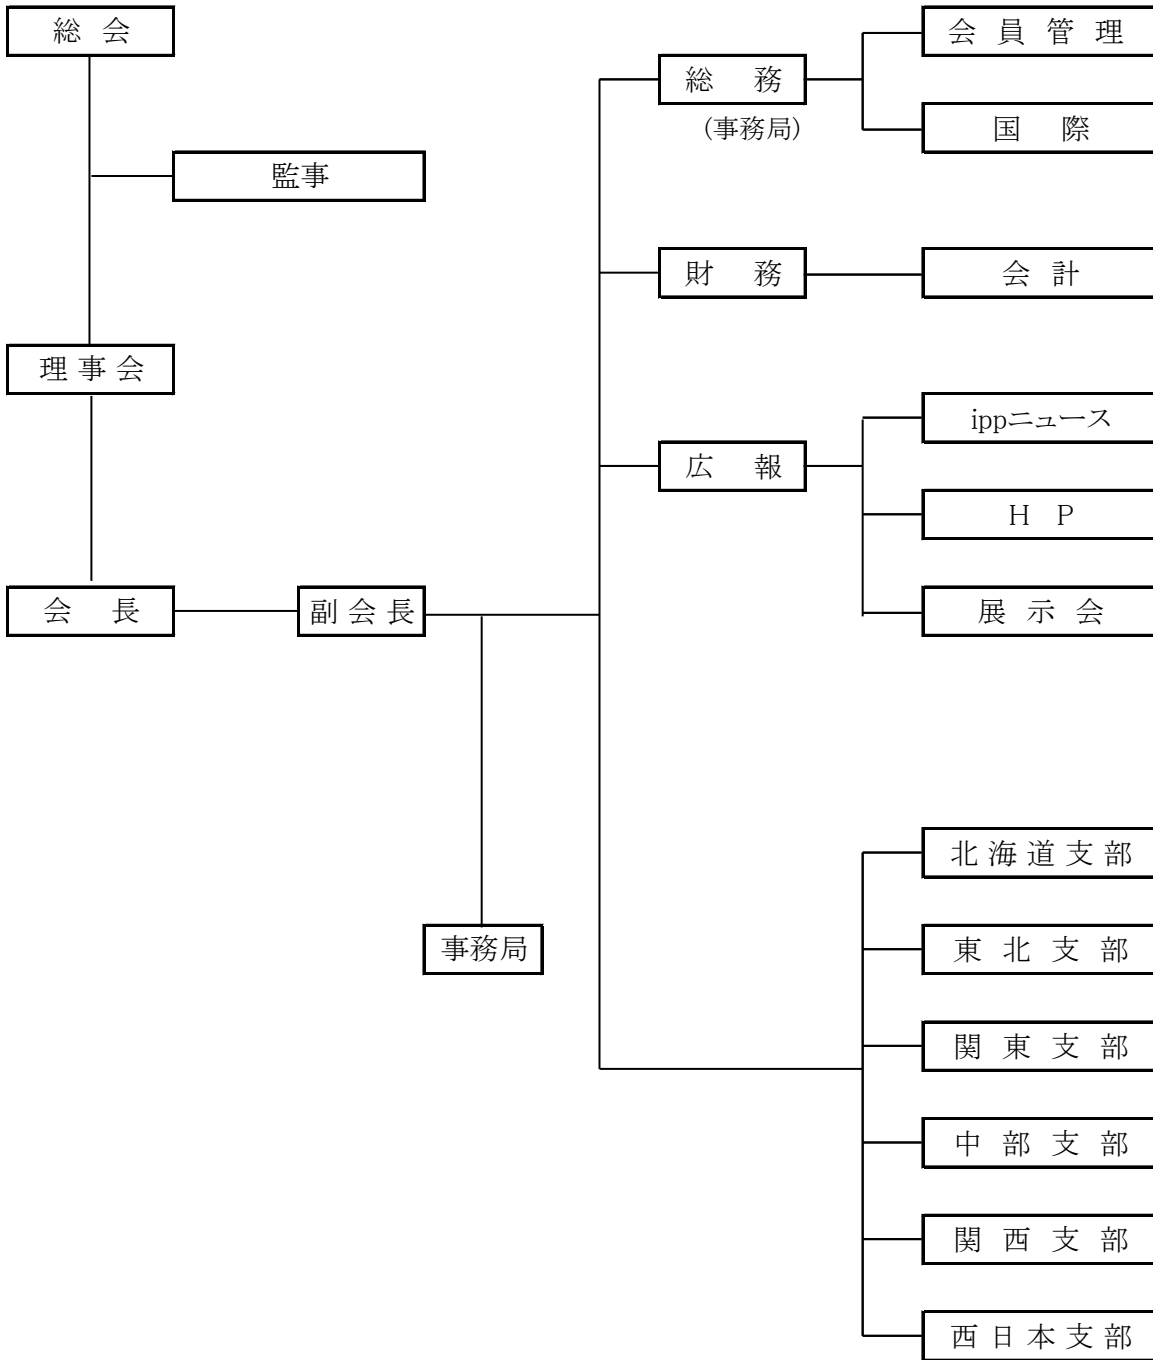 総会
監事
理事会
会長
副会長
事務局
総務
(事務局)
会員管理
国際
財務
会計
広報
ippニュース
HP
展示会
北海道支部
東北支部
関東支部
中部支部
関西支部
西日本支部